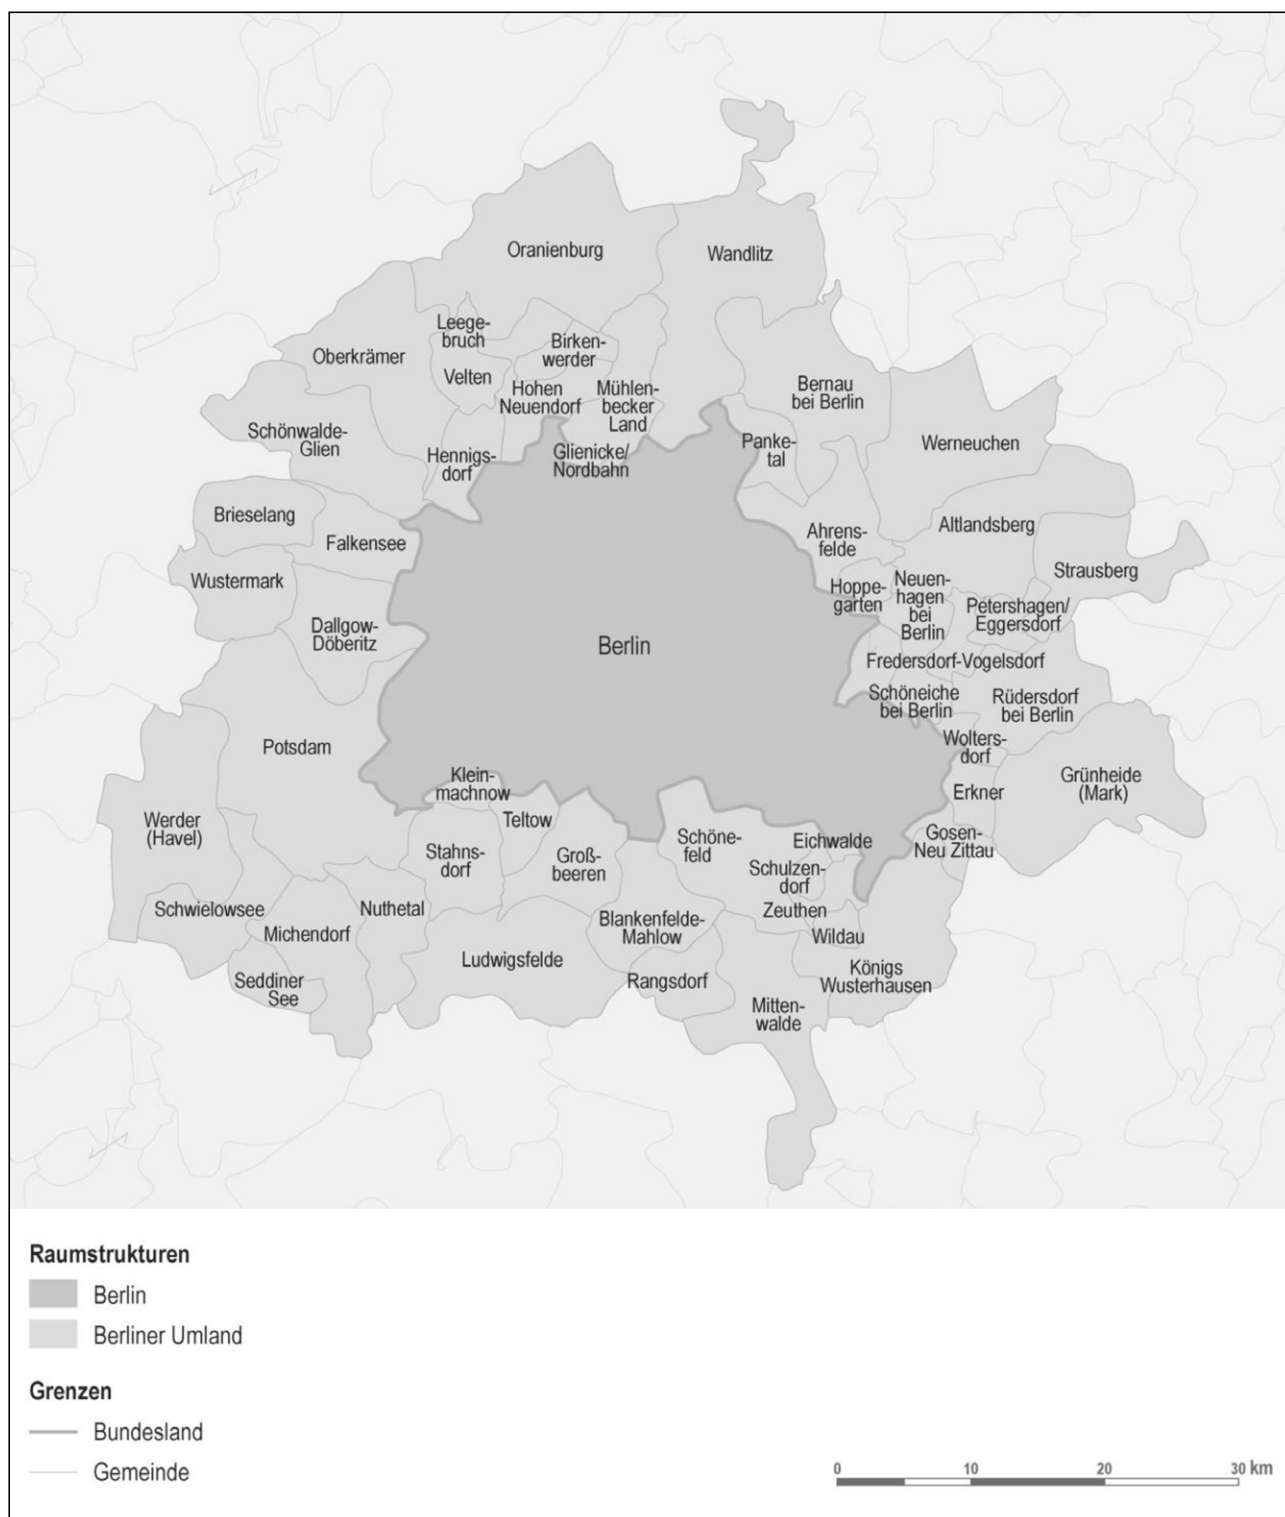 Oranienburg
Wandlitz
Leege-
bruch
Birken-
werder
Oberkrämer
Velten
Hohen
Neuendorf
Mühlen-
becker
Land
Bernau
bei Berlin
Schönwalde-
Glien
Hennigs-
dorf
Glienicke/
Nordbahn
Panke-
tal
Werneuchen
Brieselang
Falkensee
Ahrens-
felde
Altlandsberg
Wustermark
Hoppe-
garten
Neuen-
hagen
bei
Berlin
Strausberg
Petershagen/
Eggersdorf
Dallgow-
Döberitz
Berlin
Fredersdorf-Vogelsdorf
Schöneiche
bei Berlin
Rüdersdorf
bei Berlin
Potsdam
Wolters-
dorf
Klein-
machnow
Erkner
Grünheide
(Mark)
Werder
(Havel)
Teltow
Stahns-
dorf
Groß-
beeren
Schöne-
feld
Eichwalde
Gosen-
Neu Zittau
Schulzen-
dorf
Schwielowsee
Nuthetal
Zeuthen
Michendorf
Blankenfelde-
Mahlow
Wildau
Ludwigsfelde
Seddiner
See
Rangsdorf
Königs
Wusterhausen
Mitten-
walde
Raumstrukturen
Berlin
Berliner Umland
Grenzen
Bundesland
Gemeinde
0 10 20 30 km